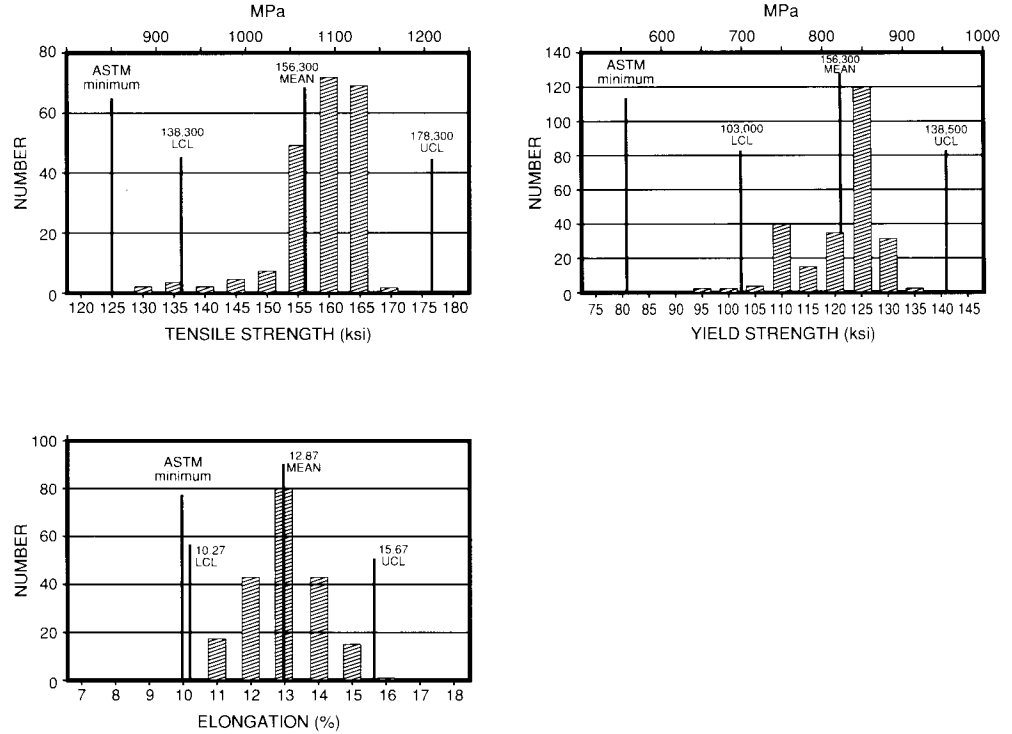 MPa
900 1000 1100 1200
80
60
40
20
0
NUMBER
ASTM
minimum
138,300
LCL
156,300
MEAN
178,300
UCL
120 125 130 135 140 145 150 155 160 165 170 175 180
TENSILE STRENGTH (ksi)
MPa
600 700 800 900 1000
140
120
100
80
60
40
20
0
NUMBER
ASTM
minimum
103,000
LCL
156,300
MEAN
138,500
UCL
75 80 85 90 95 100 105 110 115 120 125 130 135 140 145
YIELD STRENGTH (ksi)
100
80
60
40
20
0
NUMBER
ASTM
minimum
10.27
LCL
12.87
MEAN
15.67
UCL
7 8 9 10 11 12 13 14 15 16 17 18
ELONGATION (%)